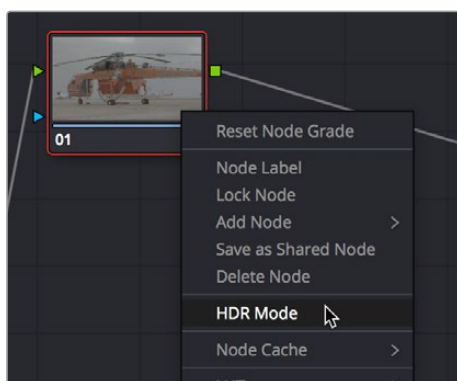 01
Reset Node Grade
Node Label
Lock Node
Add Node >
Save as Shared Node
Delete Node
HDR Mode
Node Cache >